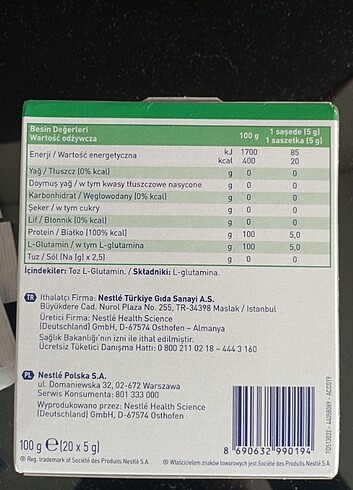 Besin Değerleri
Wartość odżywcza 100 g 1 saşede (5 g)
1 saszetka (5 g)
Enerji / Wartość energetyczna kJ 1700 85
kcal 400 20
Yağ / Tłuszcz (0% kcal) g 0 0
Doymuş yağ / w tym kwasy tłuszczowe nasycone g 0 0
Karbonhidrat / Węglowodany (0% kcal) g 0 0
Şeker / w tym cukry g 0 0
Lif / Błonnik (0% kcal) g 0 0
Protein / Białko (100% kcal) g 100 5,0
L-Glutamin / w tym L-glutamina g 100 5,0
Tuz / Sól (Na (g) x 2,5) g 0 0
İçindekiler: Toz L-Glutamin. / Składniki: L-glutamina.
TR İthalatçı Firma: Nestlé Türkiye Gıda Sanayi A.S.
Büyükdere Cad. Nurol Plaza No. 255, TR-34398 Maslak / Istanbul
Üretici Firma: Nestlé Health Science
(Deutschland) GmbH, D-67574 Osthofen - Almanya
Sağlık Bakanlığı'nın izni ile ithal edilmiştir.
Ücretsiz Tüketici Danışma Hattı: 0 800 211 02 18 – 444 3 160
PL Nestlé Polska S.A.
ul. Domaniewska 32, 02-672 Warszawa
Serwis Konsumenta: 801 333 000
Wyprodukowano przez: Nestlé Health Science
(Deutschland) GmbH, D-67574 Osthofen
100 g ℮ (20 x 5 g)
8 690632 990194
® Reg. trademark of Société des Produits Nestlé S.A. ® Właścicielem znaków towarowych jest Société des Produits Nestlé S.A.